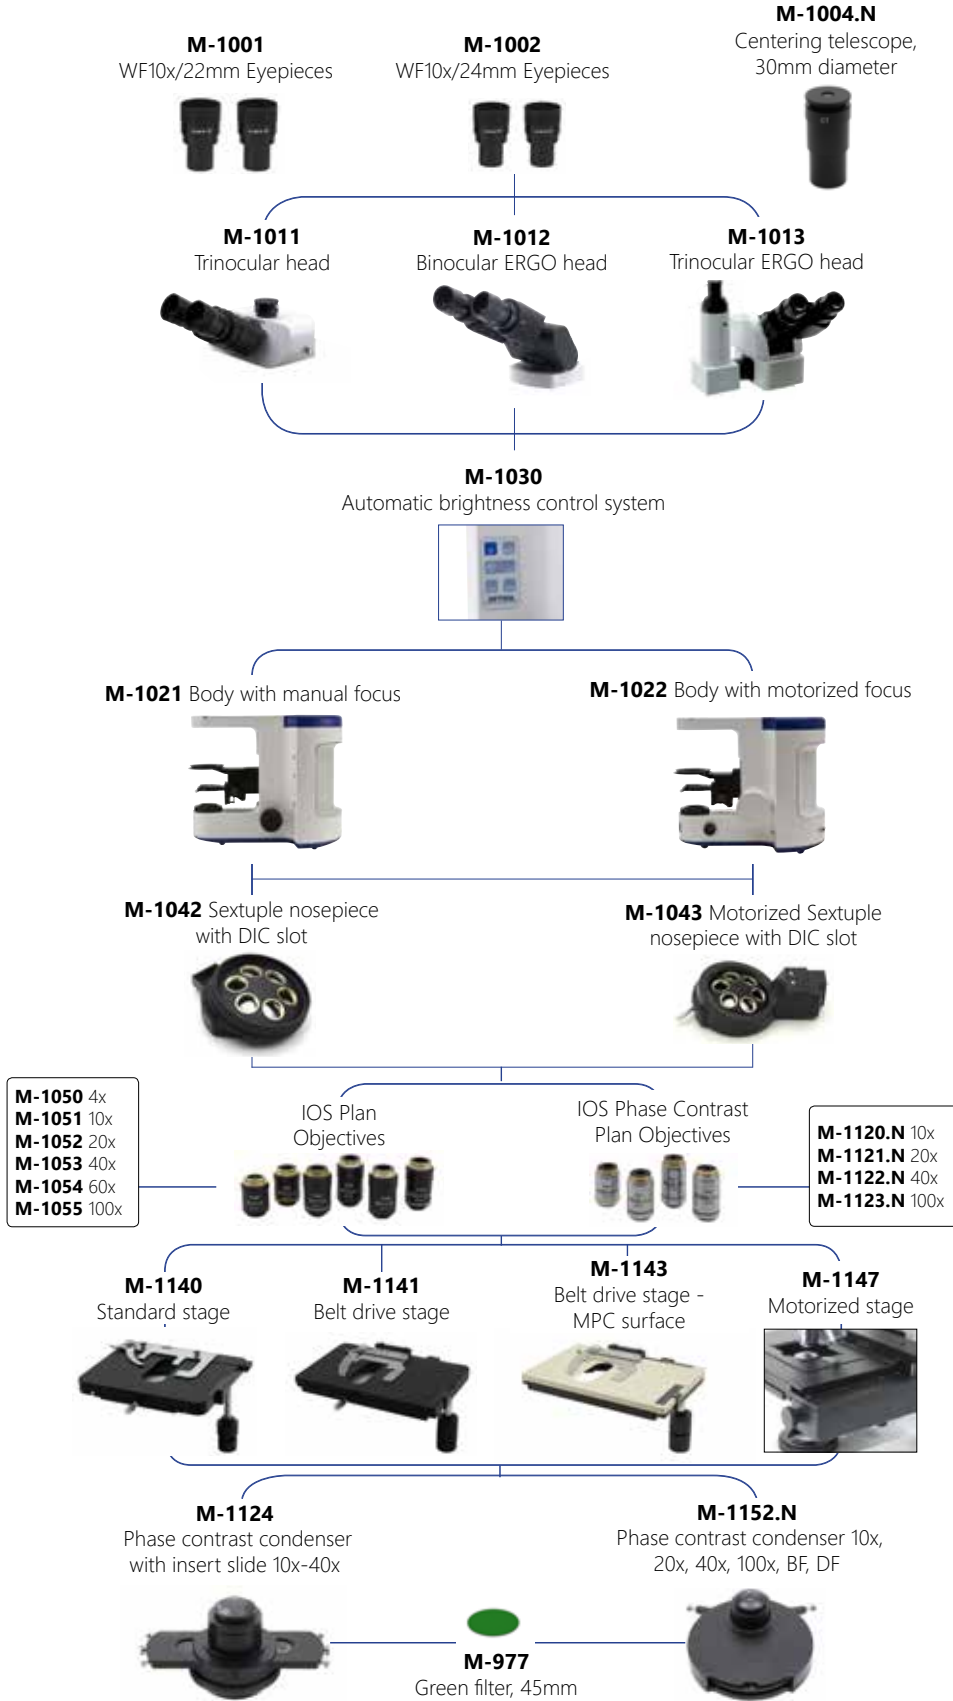 M-1001
WF10x/22mm Eyepieces
M-1002
WF10x/24mm Eyepieces
M-1004.N
Centering telescope,
30mm diameter
M-1011
Trinocular head
M-1012
Binocular ERGO head
M-1013
Trinocular ERGO head
M-1030
Automatic brightness control system
M-1021 Body with manual focus
M-1022 Body with motorized focus
M-1042 Sextuple nosepiece
with DIC slot
M-1043 Motorized Sextuple
nosepiece with DIC slot
M-1050 4x
M-1051 10x
M-1052 20x
M-1053 40x
M-1054 60x
M-1055 100x
IOS Plan
Objectives
IOS Phase Contrast
Plan Objectives
M-1120.N 10x
M-1121.N 20x
M-1122.N 40x
M-1123.N 100x
M-1140
Standard stage
M-1141
Belt drive stage
M-1143
Belt drive stage -
MPC surface
M-1147
Motorized stage
M-1124
Phase contrast condenser
with insert slide 10x-40x
M-1152.N
Phase contrast condenser 10x,
20x, 40x, 100x, BF, DF
M-977
Green filter, 45mm